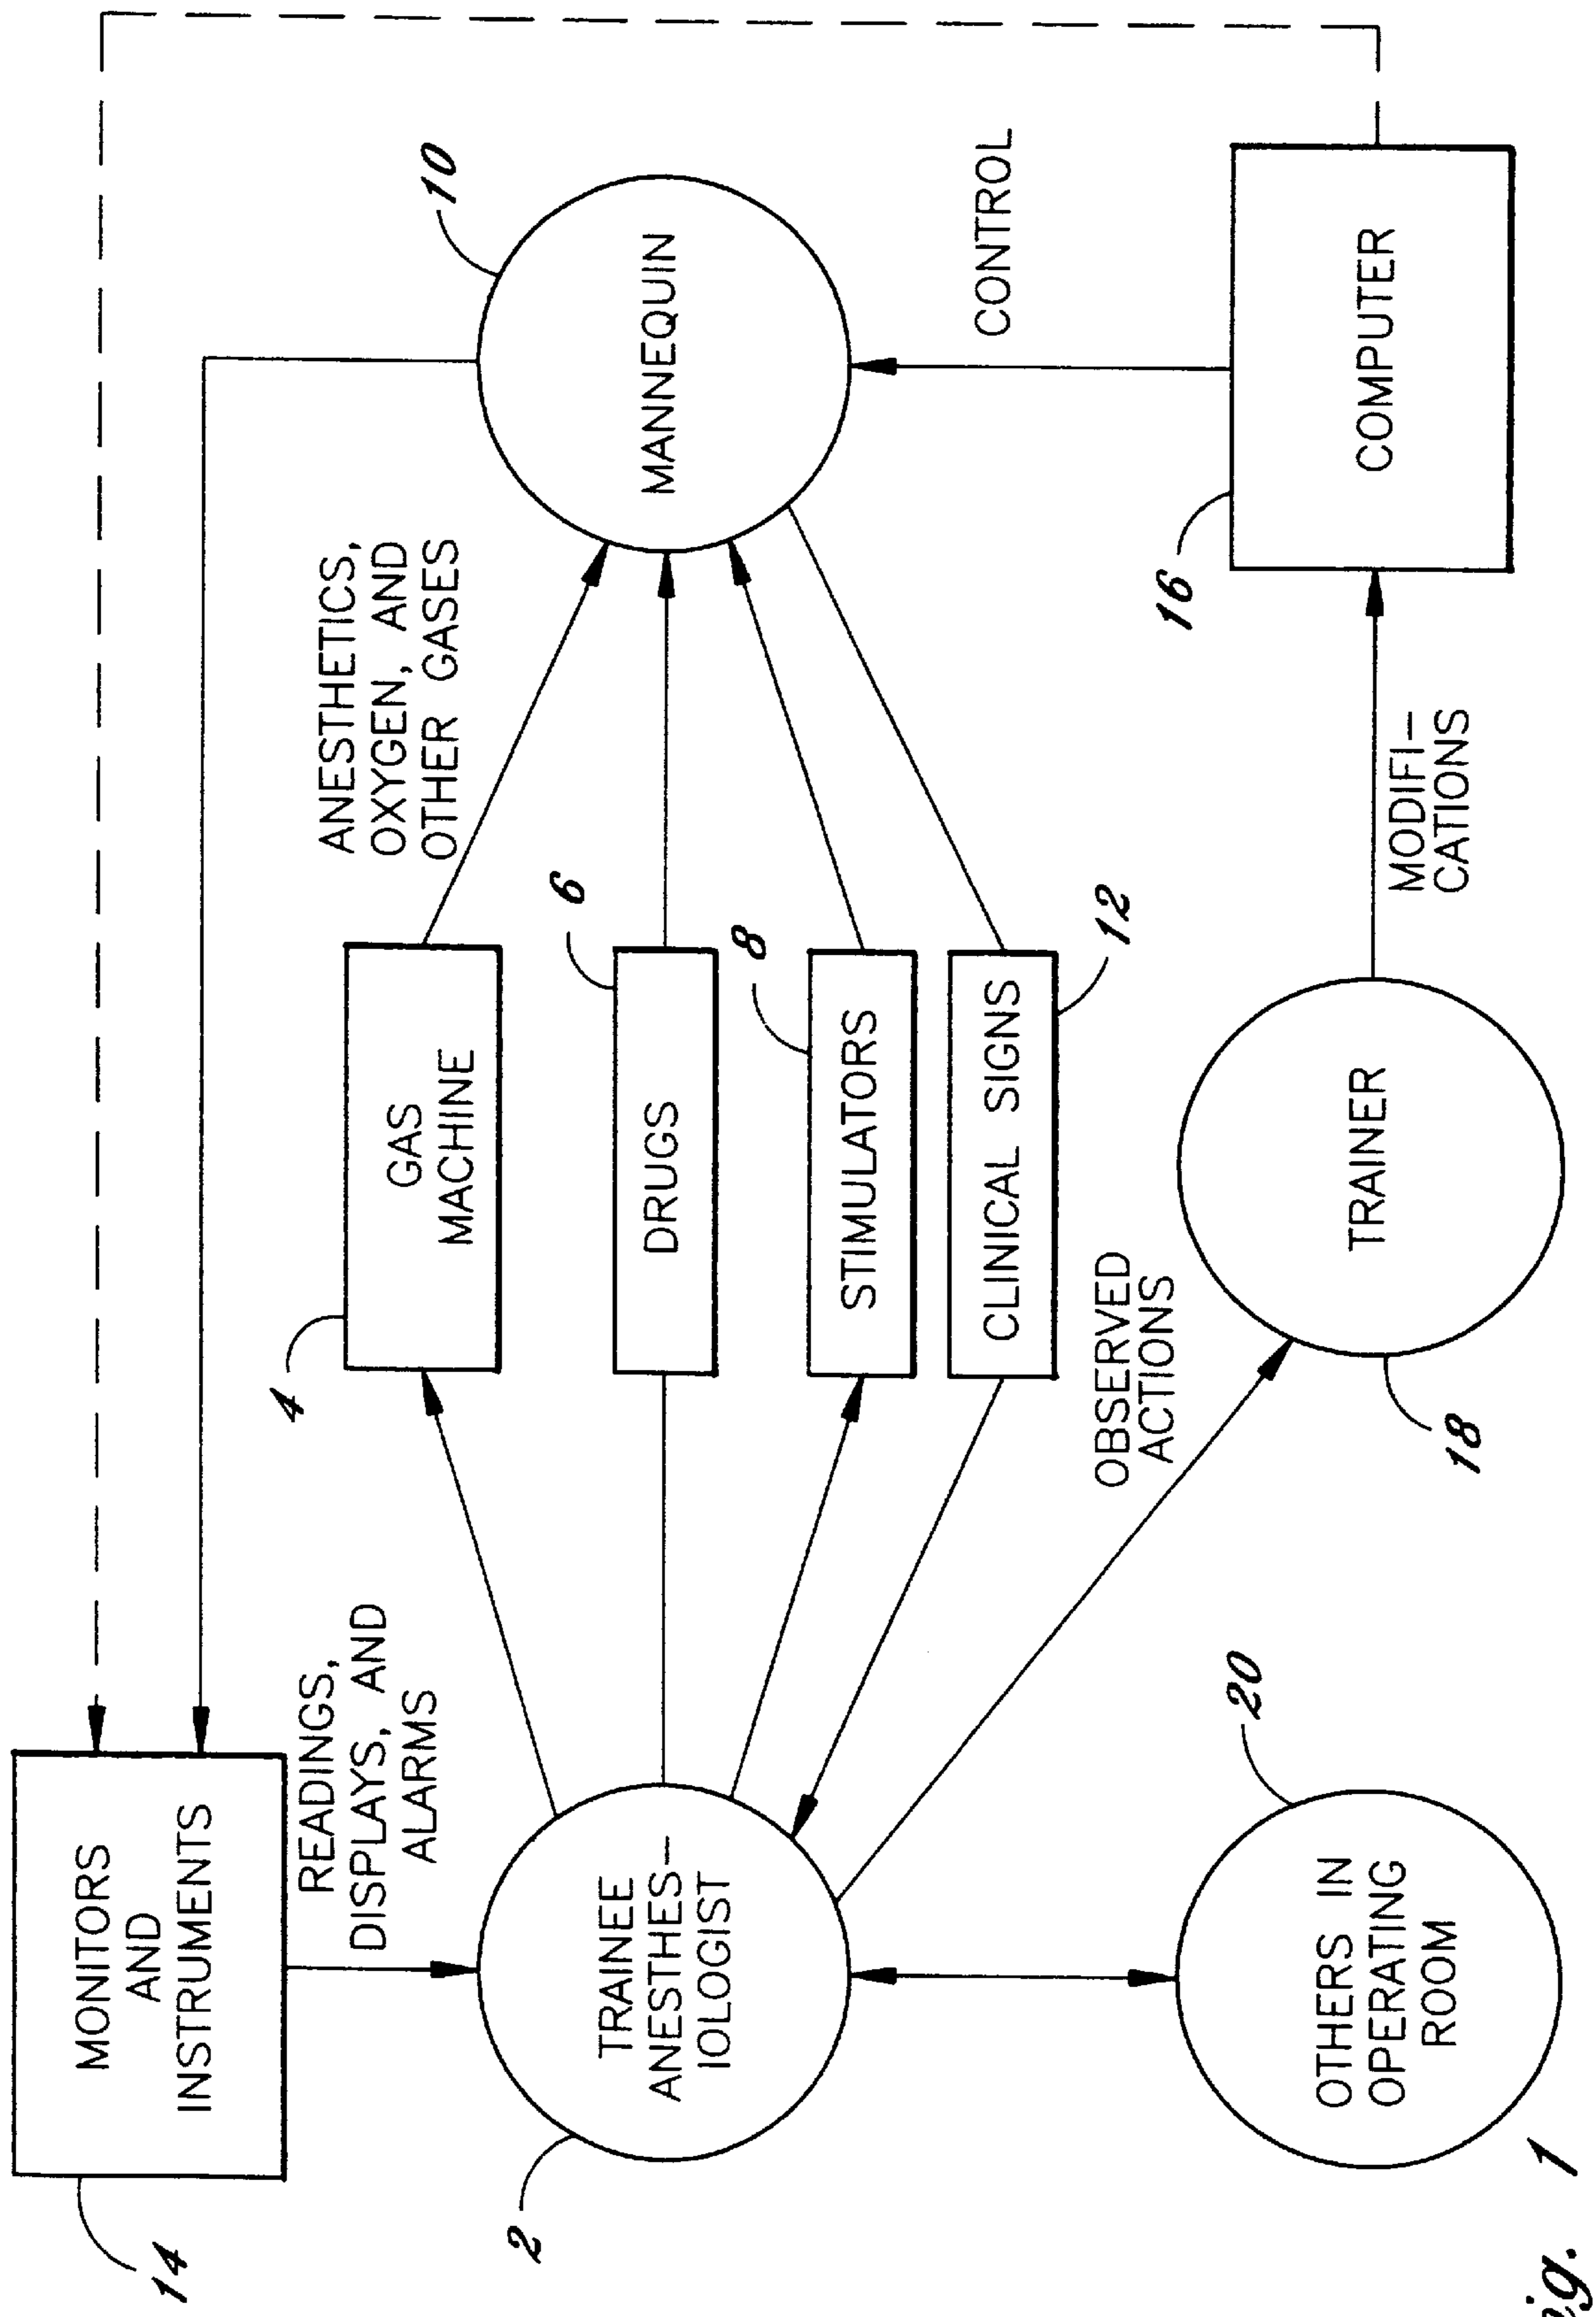 14
MONITORS
AND
INSTRUMENTS
READINGS,
DISPLAYS, AND
ALARMS
2
TRAINEE
ANESTHES-
IOLOGIST
20
OTHERS IN
OPERATING
ROOM
4
GAS
MACHINE
6
DRUGS
8
STIMULATORS
CLINICAL SIGNS
12
OBSERVED
ACTIONS
TRAINER
18
ANESTHETICS,
OXYGEN, AND
OTHER GASES
10
MANNEQUIN
CONTROL
16
COMPUTER
MODIFI-
CATIONS
ig. 1